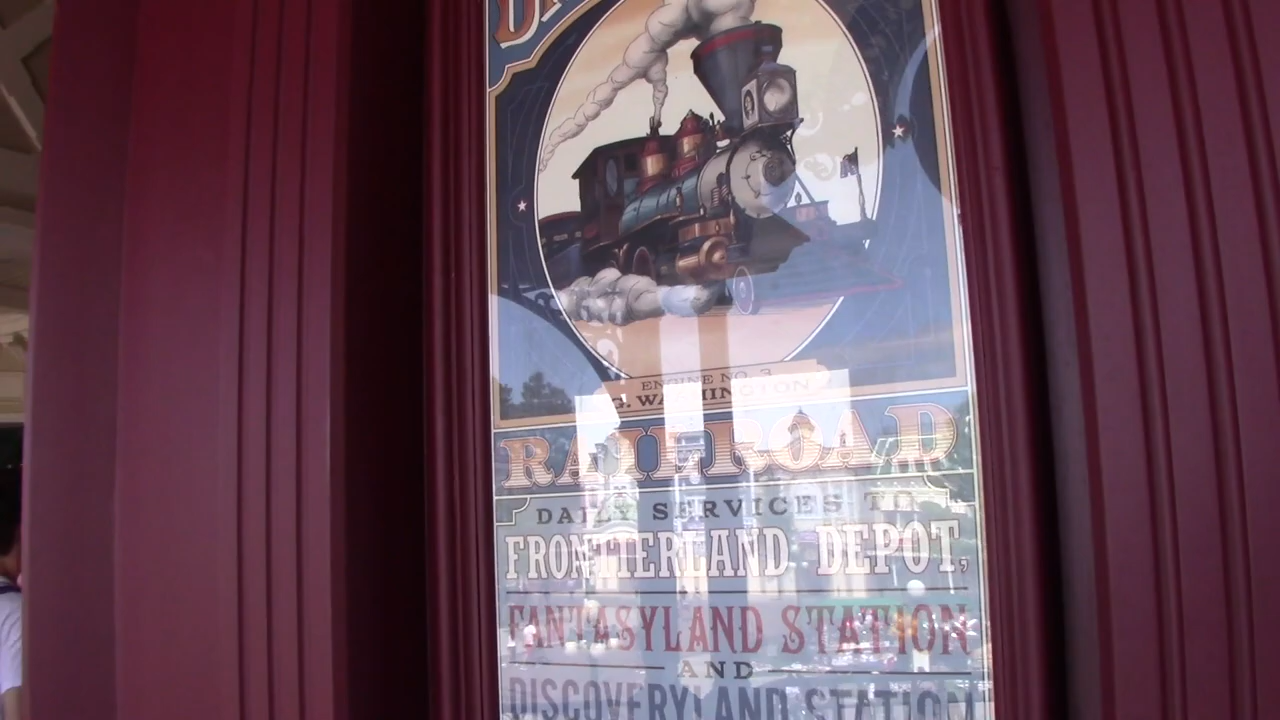 ENGINE NO. 3
G. WASHINGTON
RAILROAD
DAILY SERVICES TO
FRONTIERLAND DEPOT,
FANTASYLAND STATION
AND
DISCOVERYLAND STATION